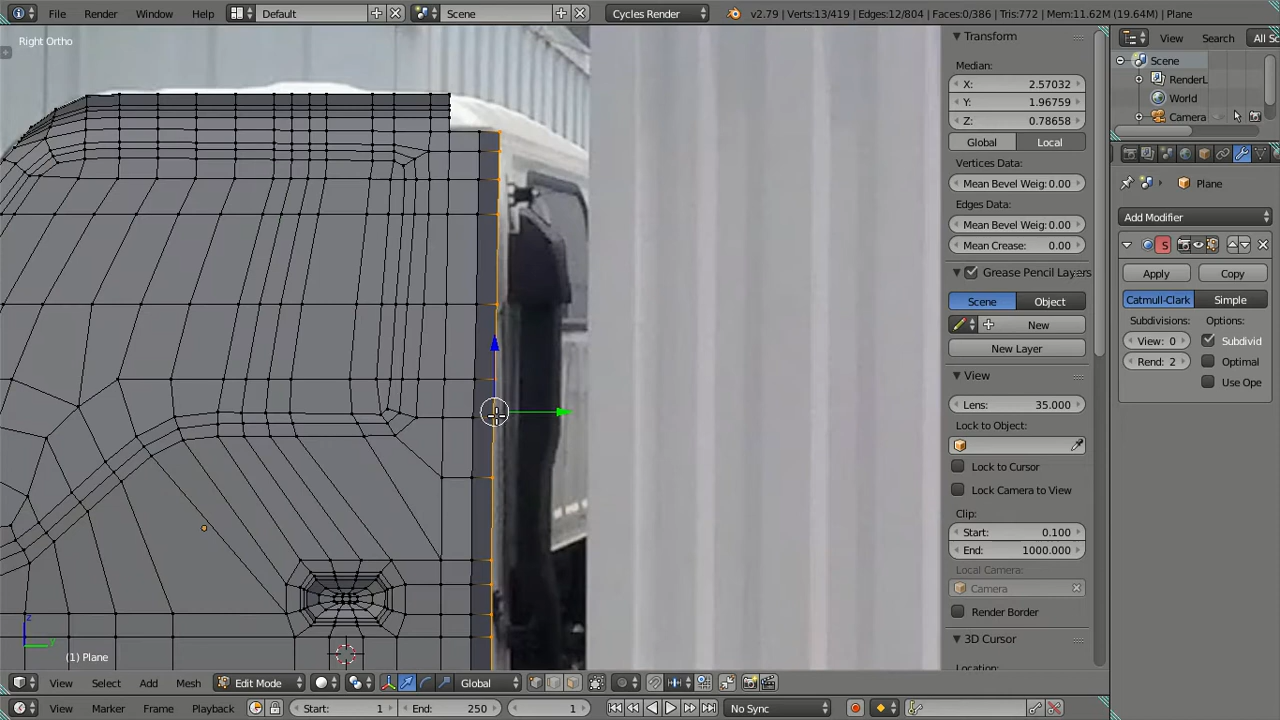 File Render Window Help Default Scene Cycles Render v2.79 | Verts:13/419 | Edges:12/804 | Faces:0/386 | Tris:772 | Mem:11.62M (19.64M) | Plane
Right Ortho
Transform
Median:
X: 2.57032
Y: 1.96759
Z: 0.78658
Global Local
Vertices Data:
Mean Bevel Weig: 0.00
Edges Data:
Mean Bevel Weig: 0.00
Mean Crease: 0.00
Grease Pencil Layers
Scene Object
New
New Layer
View
Lens: 35.000
Lock to Object:
Lock to Cursor
Lock Camera to View
Clip:
Start: 0.100
End: 1000.000
Local Camera:
Camera
Render Border
3D Cursor
Location:
View Search All Sc
Scene
RenderL
World
Camera
Plane
Add Modifier
S
Apply Copy
Catmull-Clark Simple
Subdivisions: Options:
View: 0 Subdivid
Rend: 2 Optimal
Use Ope
z
y
(1) Plane
View Select Add Mesh Edit Mode Global
View Marker Frame Playback Start: 1 End: 250 1 No Sync